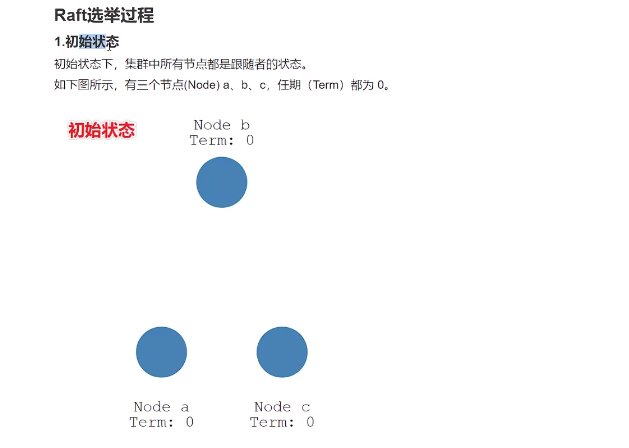 Raft选举过程
1.初始状态
初始状态下，集群中所有节点都是跟随者的状态。
如下图所示，有三个节点(Node) a、b、c，任期（Term）都为 0。
初始状态
Node b
Term: 0
Node a
Term: 0
Node c
Term: 0